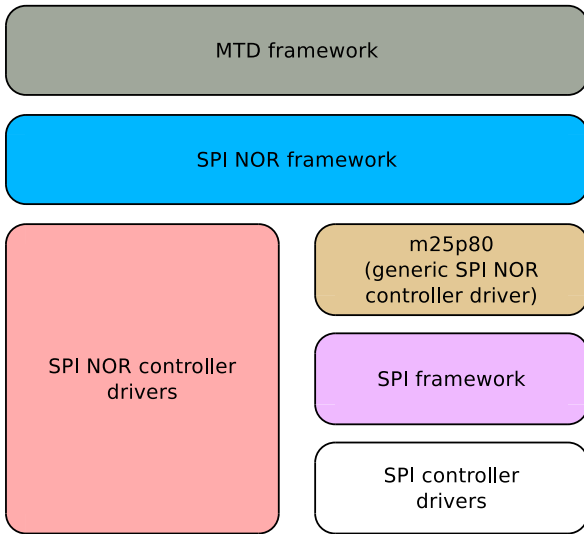 MTD framework
SPI NOR framework
m25p80
(generic SPI NOR
controller driver)
SPI NOR controller
drivers
SPI framework
SPI controller
drivers